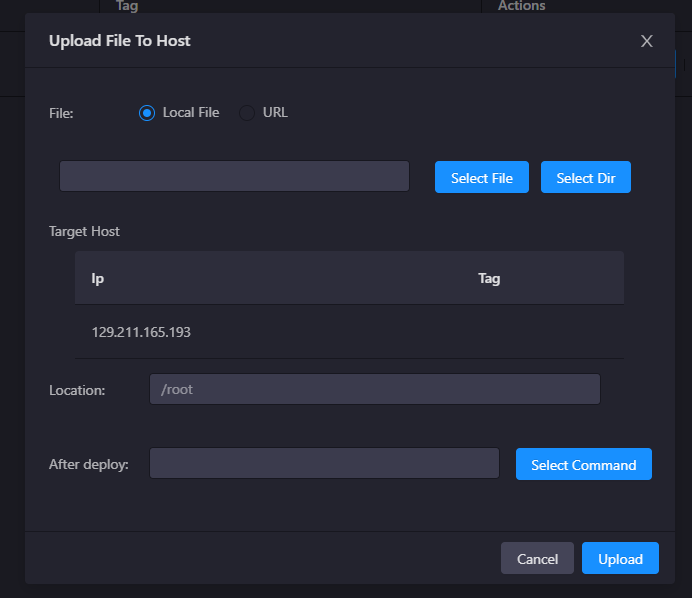 Tag Actions
Upload File To Host X
File: Local File URL
Select File Select Dir
Target Host
Ip Tag
129.211.165.193
Location: /root
After deploy: Select Command
Cancel Upload